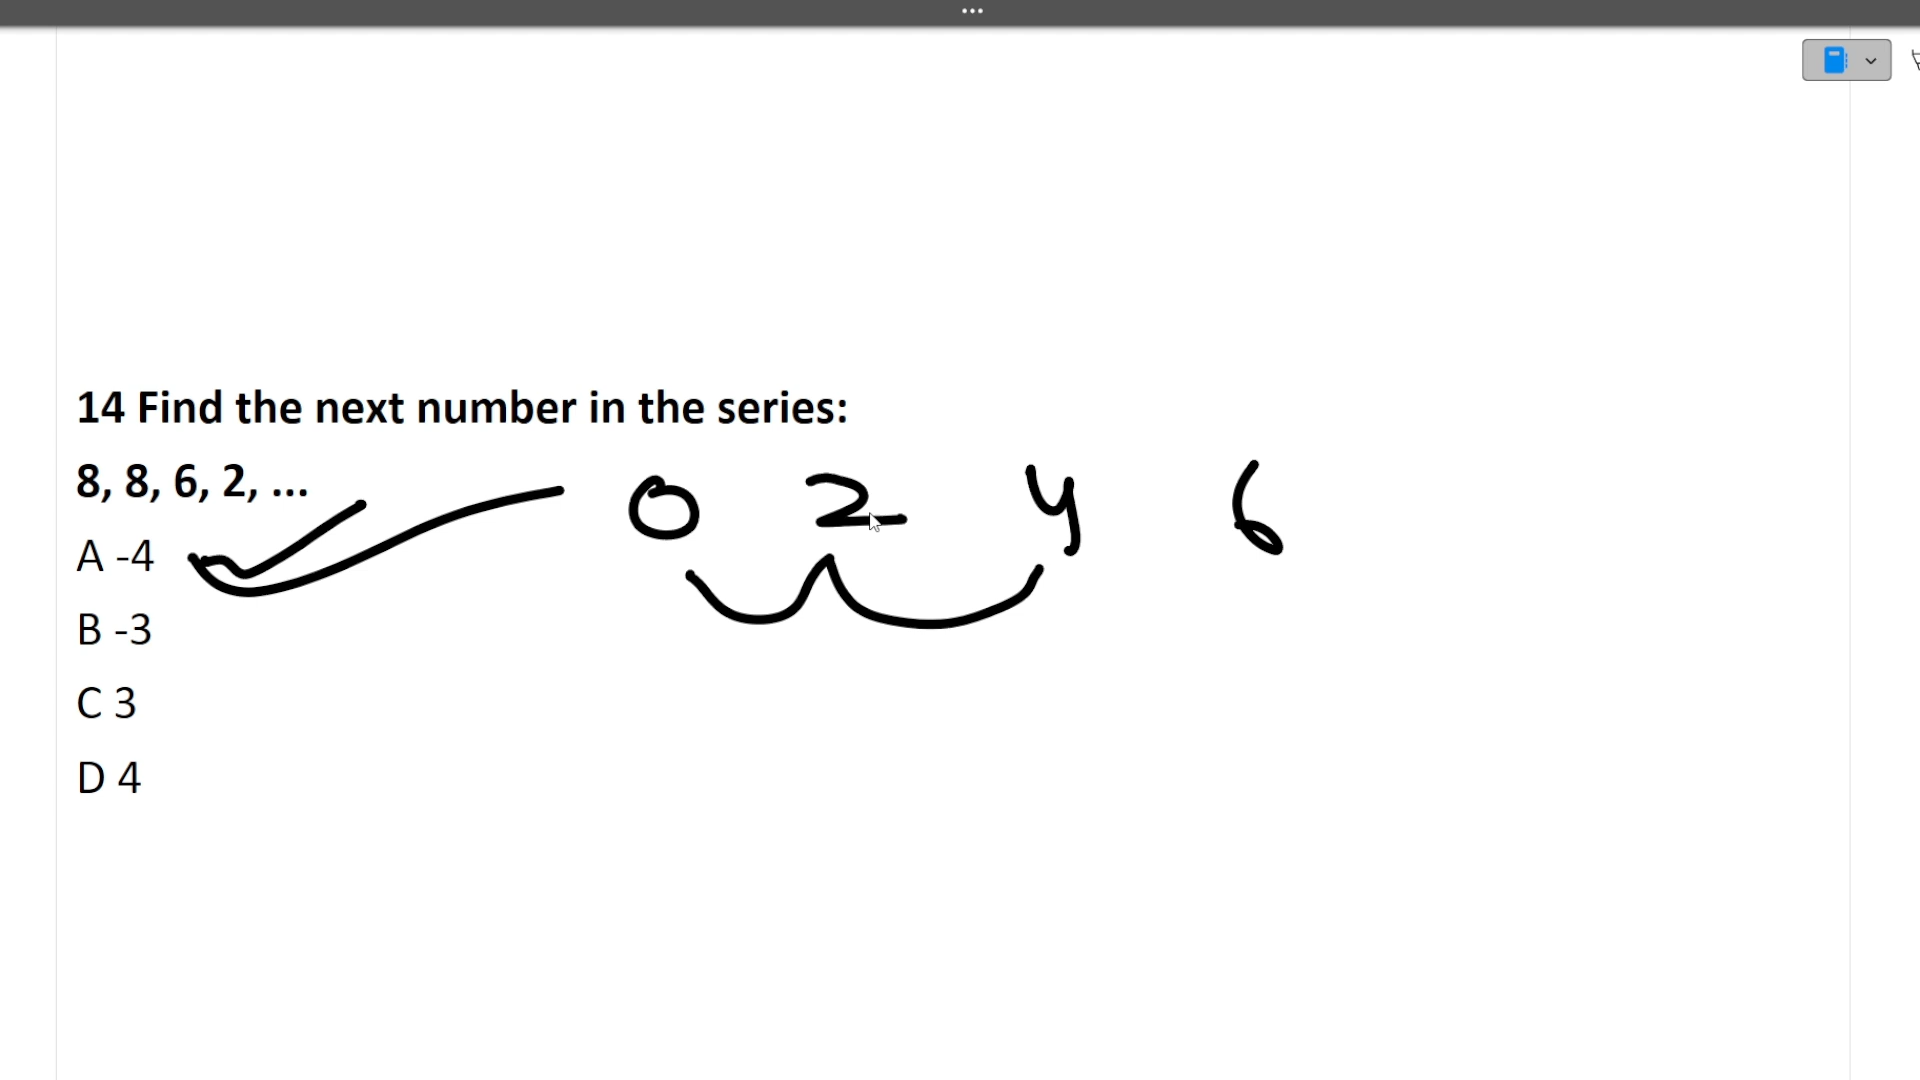 14 Find the next number in the series:
8, 8, 6, 2, ...
0 2 4 6
A -4
B -3
C 3
D 4